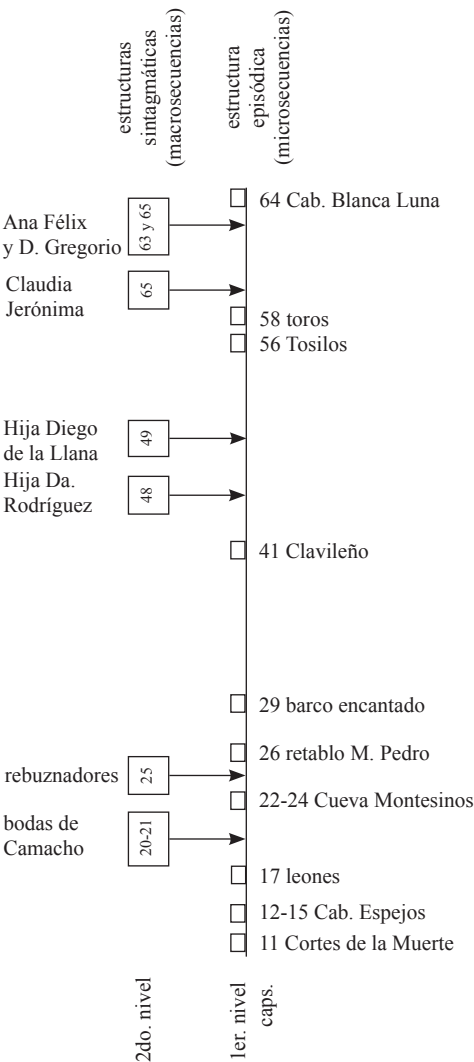 estructuras
sintagmáticas
(macrosecuencias)
estructura
episódica
(microsecuencias)
64 Cab. Blanca Luna
Ana Félix
y D. Gregorio
63 y 65
Claudia
Jerónima
65
58 toros
56 Tosilos
Hija Diego
de la Llana
49
Hija Da.
Rodríguez
48
41 Clavileño
29 barco encantado
26 retablo M. Pedro
rebuznadores
25
22-24 Cueva Montesinos
bodas de
Camacho
20-21
17 leones
12-15 Cab. Espejos
11 Cortes de la Muerte
2do. nivel
1er. nivel
caps.